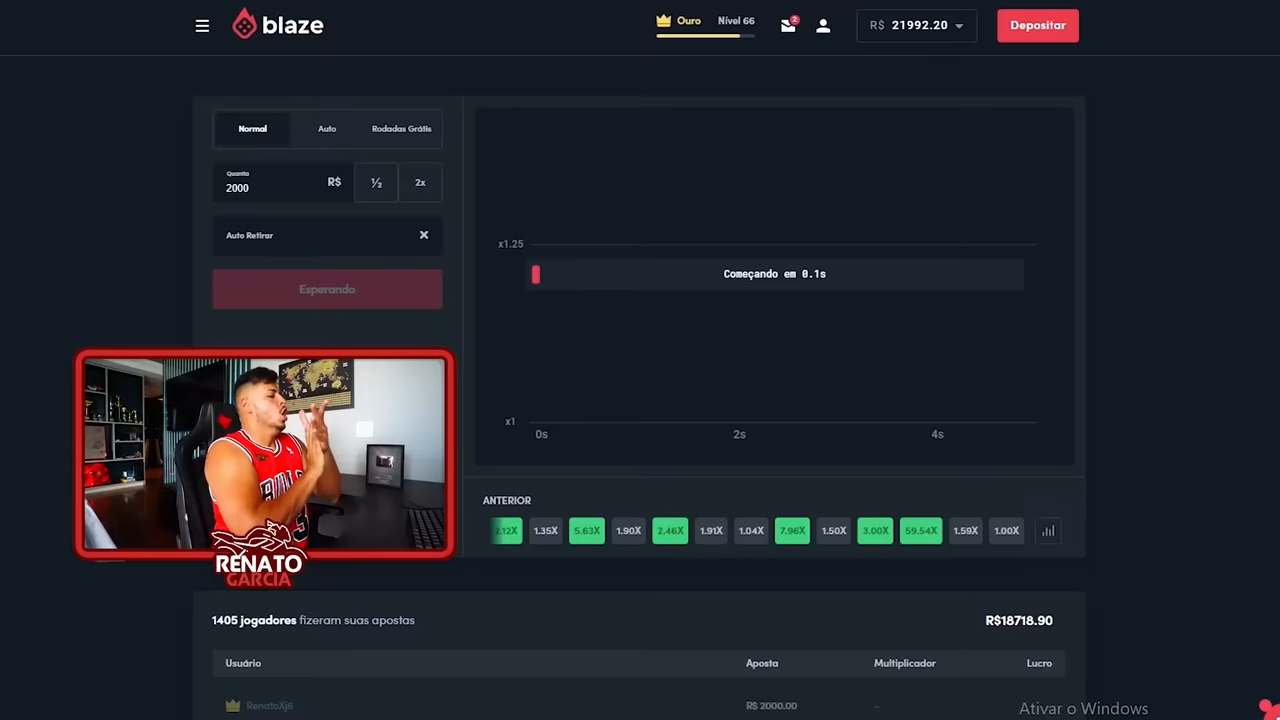 blaze
Ouro Nível 66
2
R$ 21992.20
Depositar
Normal Auto Rodadas Grátis
Quantia
2000 R$ ½ 2x
Auto Retirar
Esperando
x1.25
Começando em 0.1s
x1
0s 2s 4s
ANTERIOR
2.12X 1.35X 5.63X 1.90X 2.46X 1.91X 1.04X 7.96X 1.50X 3.00X 59.54X 1.59X 1.00X
RENATO
GARCIA
1405 jogadores fizeram suas apostas R$18718.90
Usuário Aposta Multiplicador Lucro
RenatoXj6 R$ 2000.00 -
Ativar o Windows